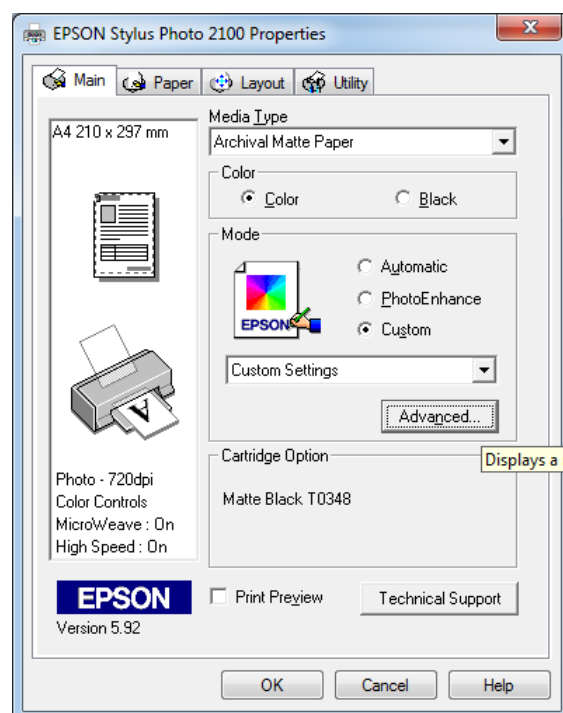 EPSON Stylus Photo 2100 Properties
x
Main Paper Layout Utility
A4 210 x 297 mm
Media Type
Archival Matte Paper
Color
Color Black
Mode
EPSON
Automatic
PhotoEnhance
Custom
Custom Settings
Advanced...
Displays a
Cartridge Option
Matte Black T0348
A
Photo - 720dpi
Color Controls
MicroWeave : On
High Speed : On
EPSON
Version 5.92
Print Preview
Technical Support
OK Cancel Help